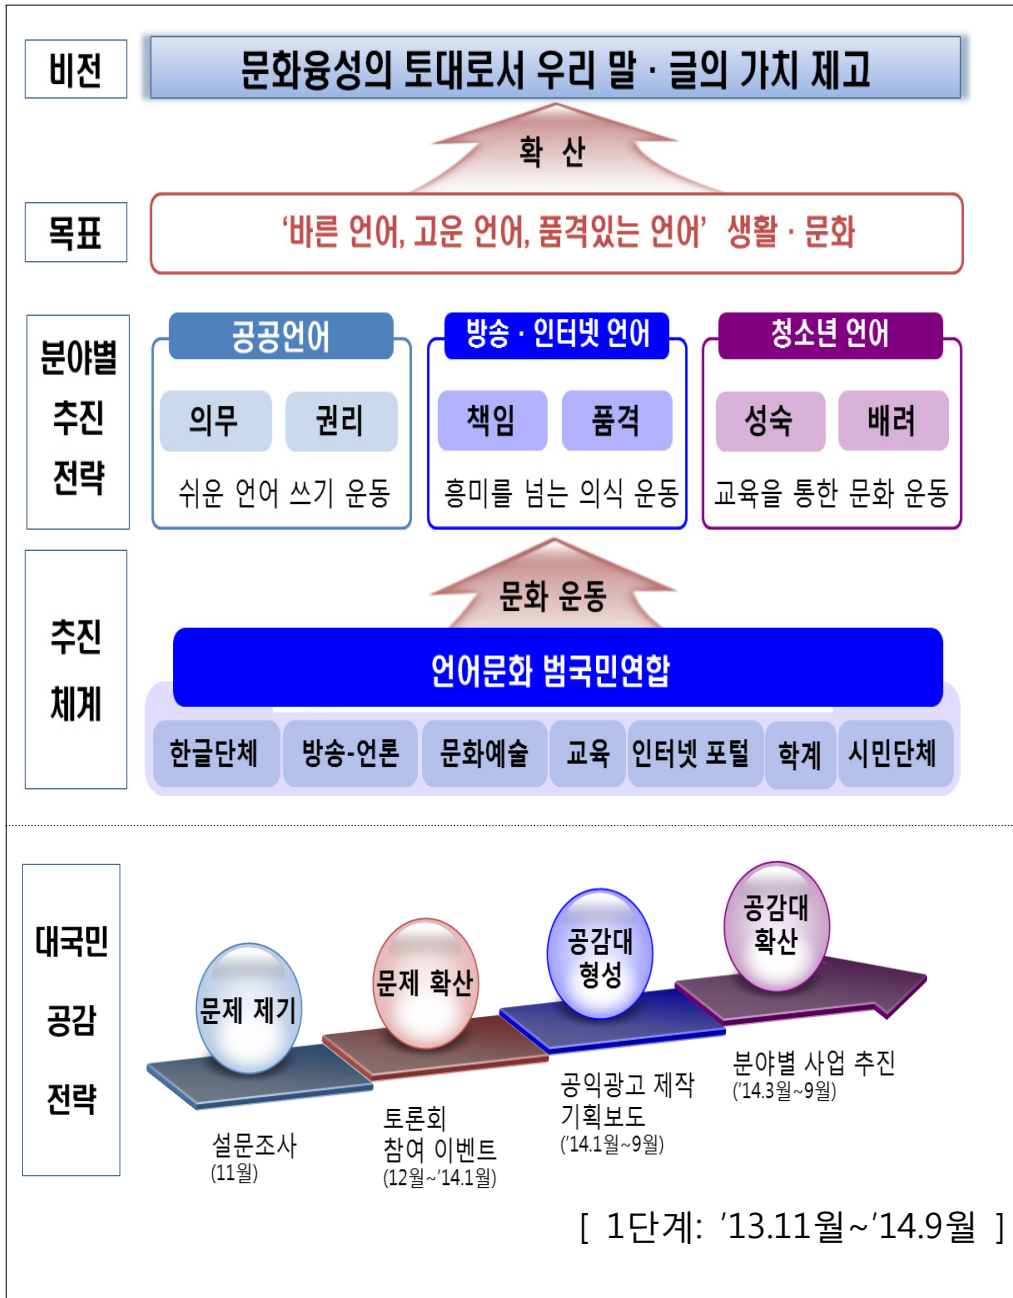 비전
문화융성의 토대로서 우리 말 · 글의 가치 제고
확 산
목표
‘바른 언어, 고운 언어, 품격있는 언어’ 생활 · 문화
분야별
추진
전략
공공언어
의무 권리
쉬운 언어 쓰기 운동
방송 · 인터넷 언어
책임 품격
흥미를 넘는 의식 운동
청소년 언어
성숙 배려
교육을 통한 문화 운동
추진
체계
문화 운동
언어문화 범국민연합
한글단체 방송-언론 문화예술 교육 인터넷 포털 학계 시민단체
대국민
공감
전략
문제 제기
설문조사
(11월)
문제 확산
토론회
참여 이벤트
(12월~’14.1월)
공감대
형성
공익광고 제작
기획보도
(’14.1월~9월)
공감대
확산
분야별 사업 추진
(’14.3월~9월)
[ 1단계: ’13.11월~’14.9월 ]